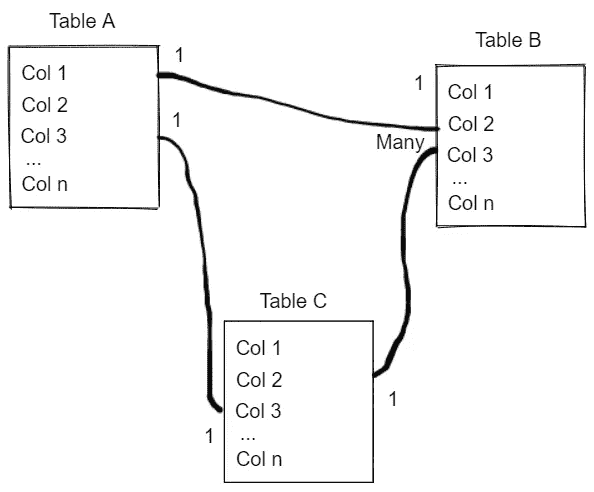 Table A
1
Col 1
Col 2
Col 3
...
Col n
1
Table B
1
Col 1
Col 2
Many
Col 3
...
Col n
Table C
Col 1
Col 2
Col 3
...
Col n
1
1